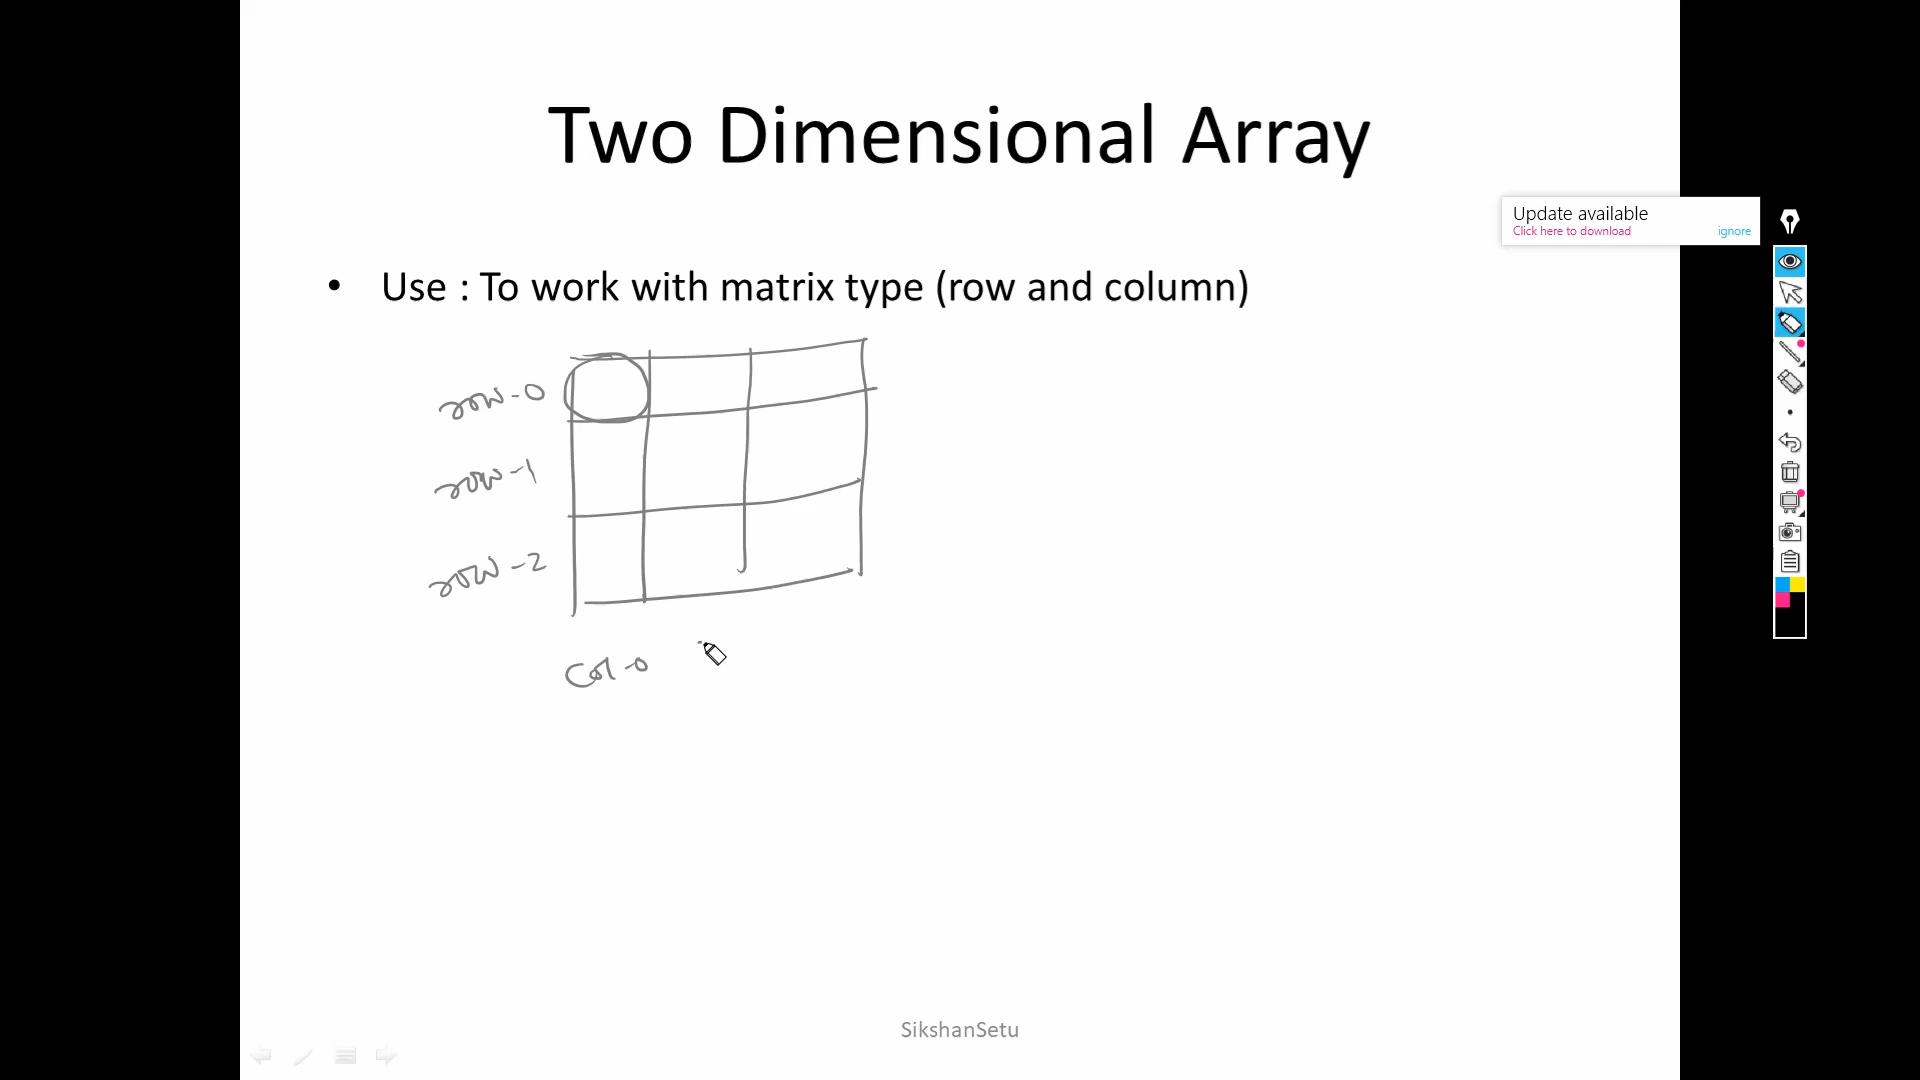 Two Dimensional Array
Update available
Click here to download ignore
• Use : To work with matrix type (row and column)
row-0
row-1
row-2
Col-0
SikshanSetu